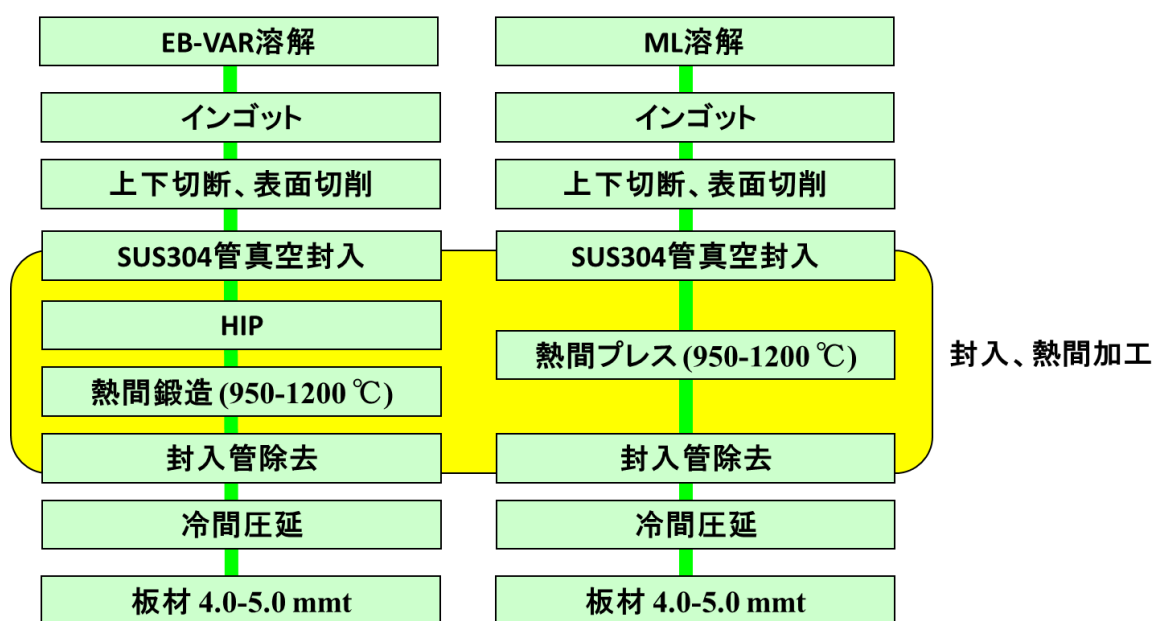 EB-VAR溶解
インゴット
上下切断、表面切削
SUS304管真空封入
HIP
熱間鍛造 (950-1200 ℃)
封入管除去
冷間圧延
板材 4.0-5.0 mmt
ML溶解
インゴット
上下切断、表面切削
SUS304管真空封入
熱間プレス (950-1200 ℃)
封入管除去
冷間圧延
板材 4.0-5.0 mmt
封入、熱間加工